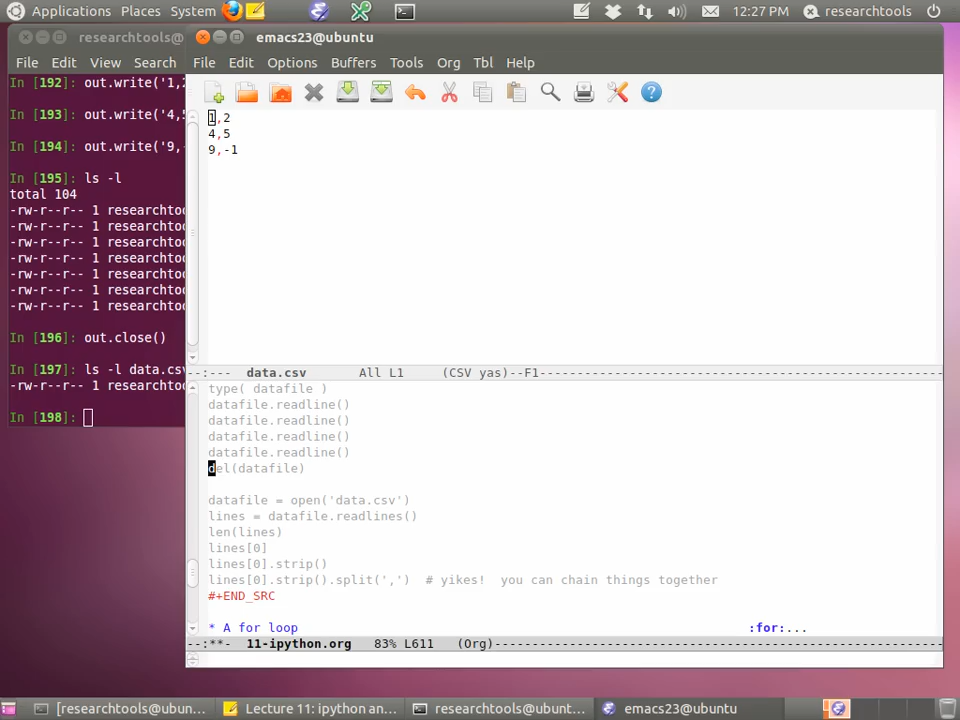 Applications Places System 12:27 PM researchtools
researchtools@
File Edit View Search
In [192]: out.write('1,2
In [193]: out.write('4,5
In [194]: out.write('9,-
In [195]: ls -l
total 104
-rw-r--r-- 1 researchtoo
-rw-r--r-- 1 researchtoo
-rw-r--r-- 1 researchtoo
-rw-r--r-- 1 researchtoo
-rw-r--r-- 1 researchtoo
-rw-r--r-- 1 researchtoo
-rw-r--r-- 1 researchtoo
In [196]: out.close()
In [197]: ls -l data.csv
-rw-r--r-- 1 researchtoo
In [198]:
emacs23@ubuntu
File Edit Options Buffers Tools Org Tbl Help
1,2
4,5
9,-1
--:--- data.csv All L1 (CSV yas)--F1------------------------------------------------------
type( datafile )
datafile.readline()
datafile.readline()
datafile.readline()
datafile.readline()
del(datafile)
datafile = open('data.csv')
lines = datafile.readlines()
len(lines)
lines[0]
lines[0].strip()
lines[0].strip().split(',') # yikes! you can chain things together
#+END_SRC
* A for loop :for:...
--:**- 11-ipython.org 83% L611 (Org)------------------------------------------------------------
[researchtools@ubunt... Lecture 11: ipython an... researchtools@ubunt... emacs23@ubuntu